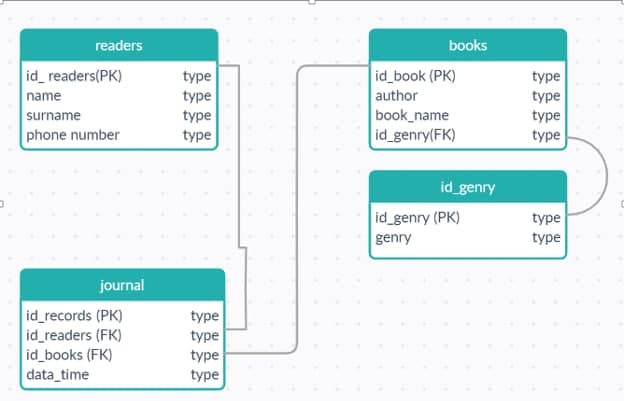 readers
id_ readers(PK) type
name type
surname type
phone number type
books
id_book (PK) type
author type
book_name type
id_genry(FK) type
id_genry
id_genry (PK) type
genry type
journal
id_records (PK) type
id_readers (FK) type
id_books (FK) type
data_time type